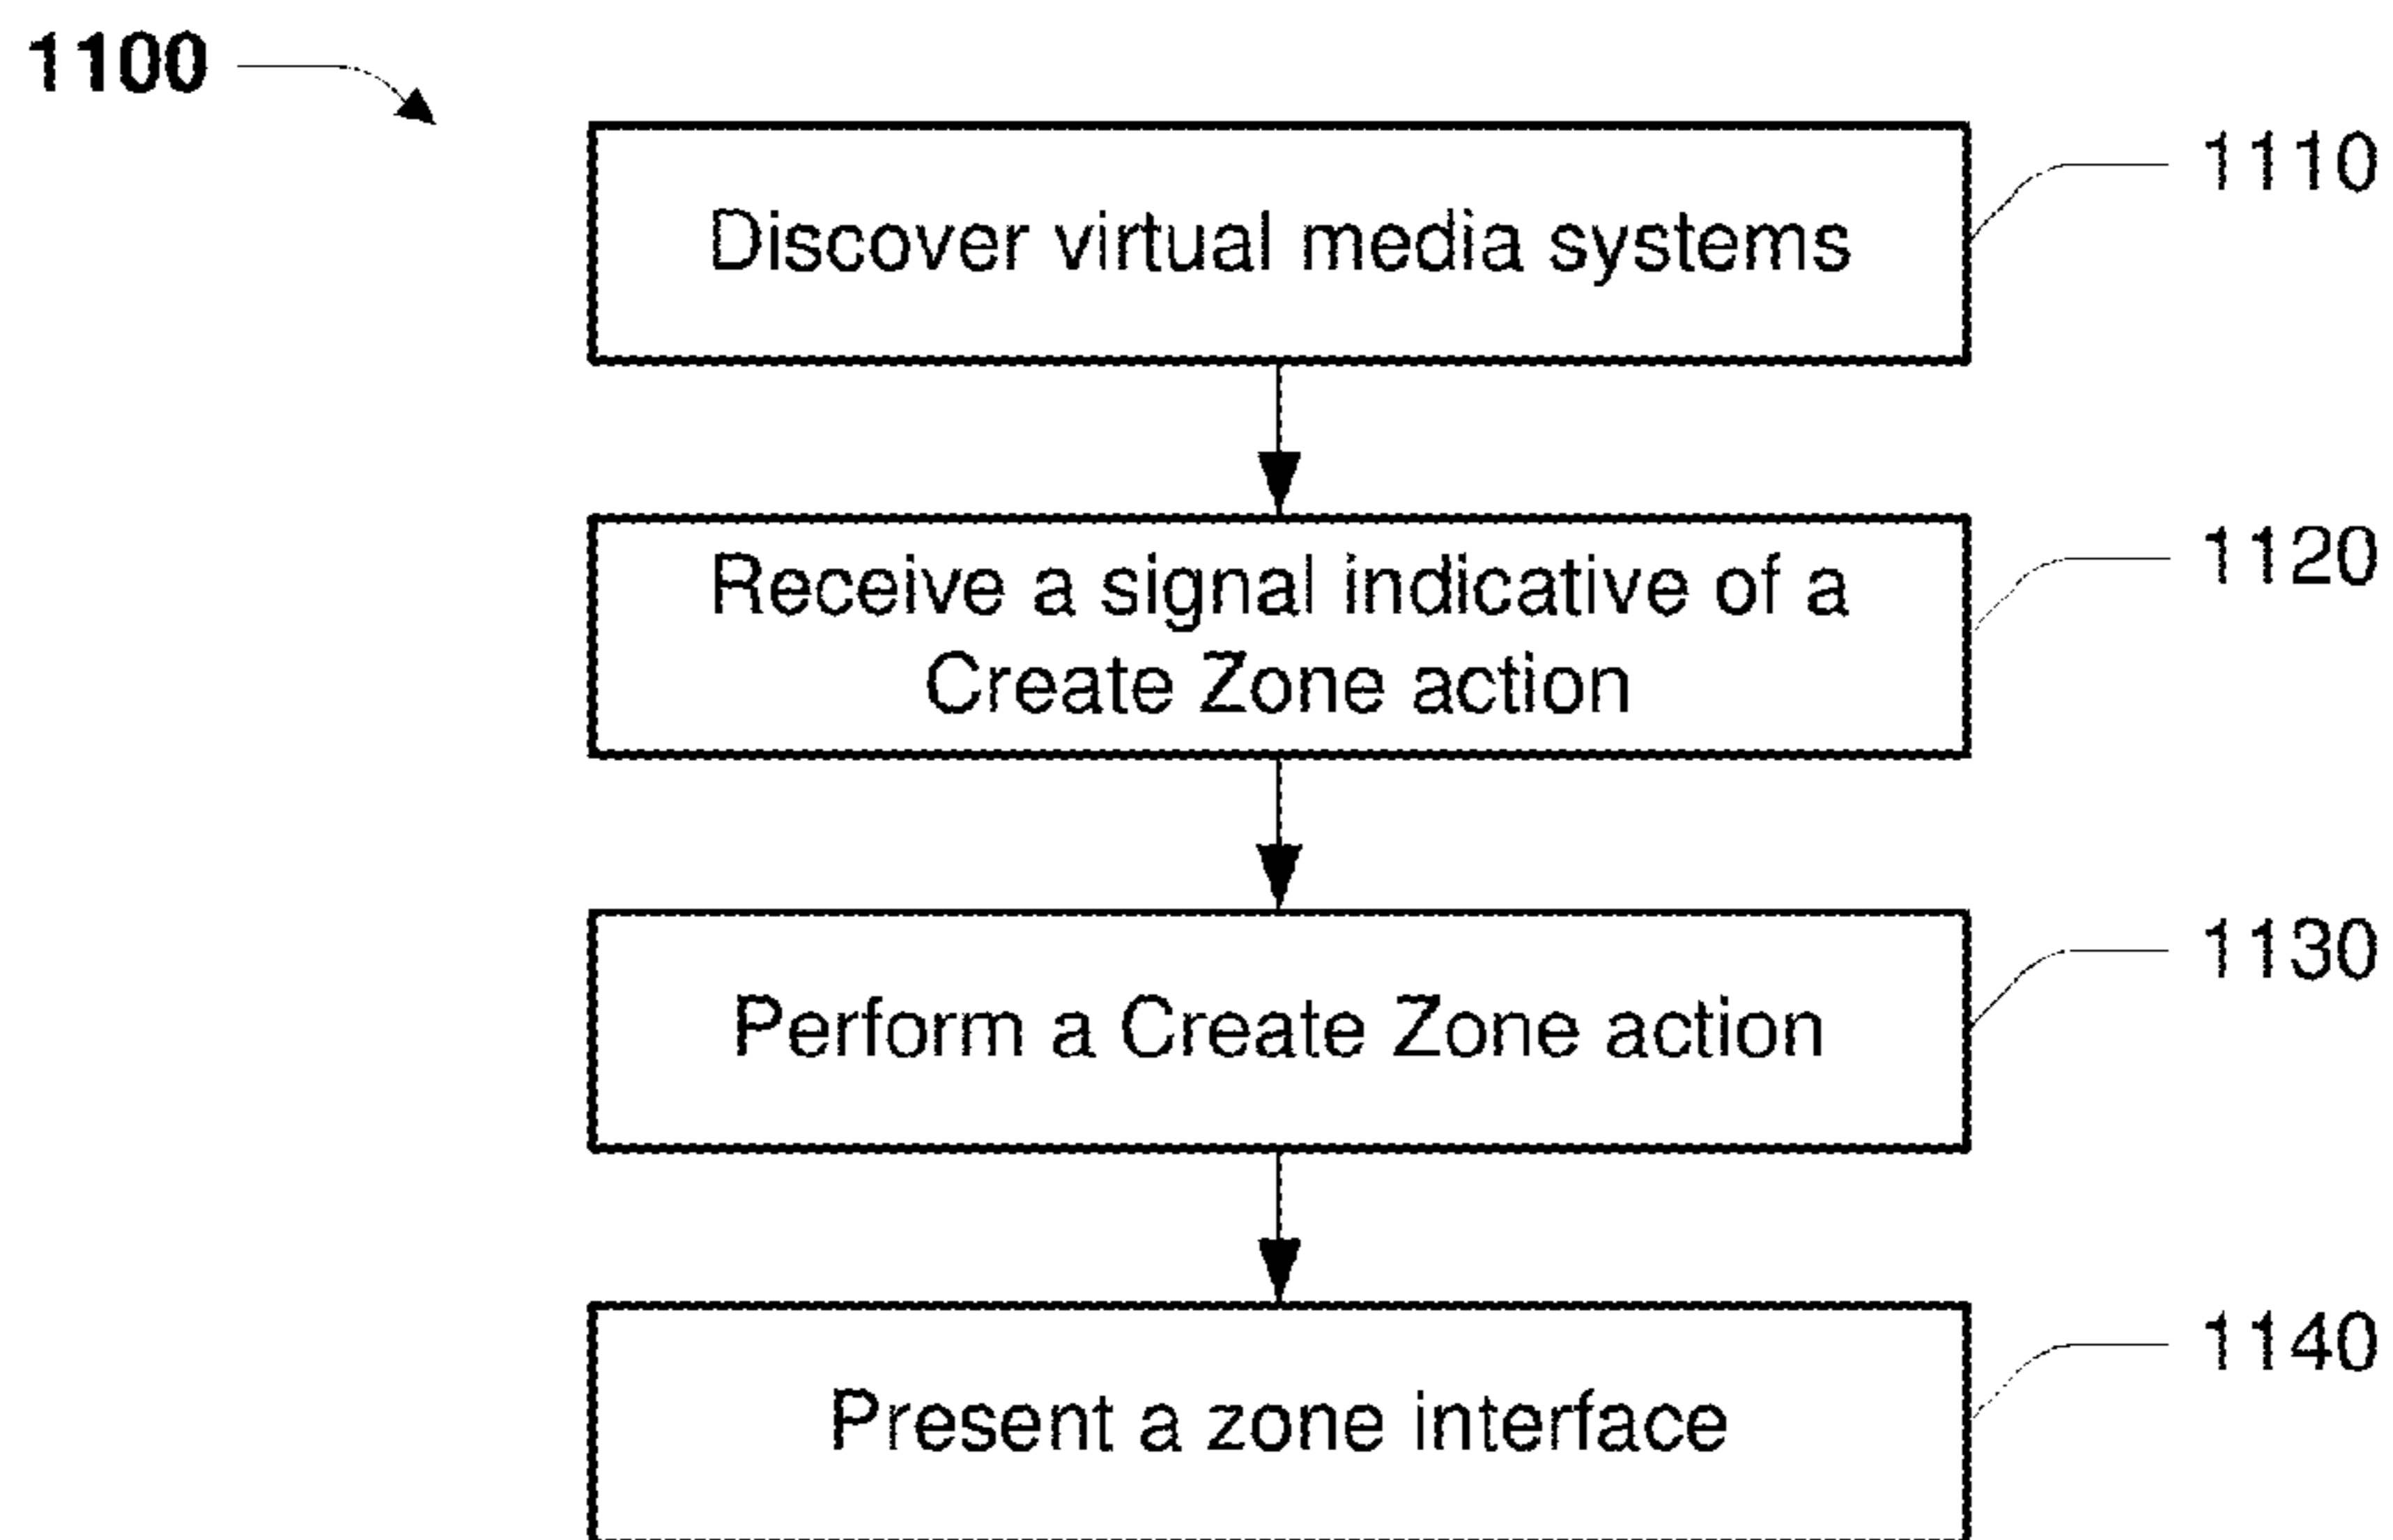 1100
Discover virtual media systems
1110
Receive a signal indicative of a
Create Zone action
1120
Perform a Create Zone action
1130
Present a zone interface
1140